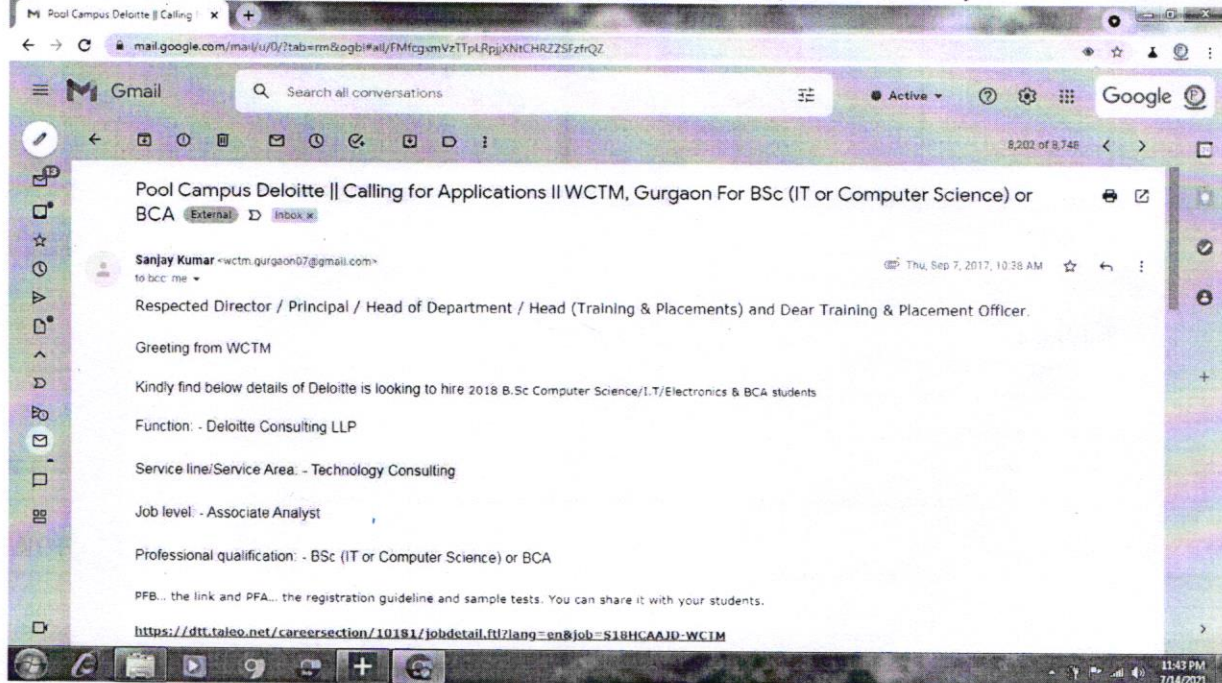 Pool Campus Deloitte || Calling
mail.google.com/mail/u/0/?tab=rm&ogbl#all/
Gmail
Search all conversations
Active
Google
8,202 of 8,748
13
Pool Campus Deloitte || Calling for Applications II WCTM, Gurgaon For BSc (IT or Computer Science) or
BCA External Inbox x
Sanjay Kumar <wctm.gurgaon07@gmail.com>
Thu, Sep 7, 2017, 10:38 AM
to bcc: me
Respected Director / Principal / Head of Department / Head (Training & Placements) and Dear Training & Placement Officer.
Greeting from WCTM
Kindly find below details of Deloitte is looking to hire 2018 B.Sc Computer Science/I.T/Electronics & BCA students
Function: - Deloitte Consulting LLP
Service line/Service Area: - Technology Consulting
Job level: - Associate Analyst
Professional qualification: - BSc (IT or Computer Science) or BCA
PFB... the link and PFA... the registration guideline and sample tests. You can share it with your students.
https://dtt.taleo.net/careersection/10181/jobdetail.ftl?lang=en&job=S18HCAAJD-WCTM
11:43 PM
7/14/2021